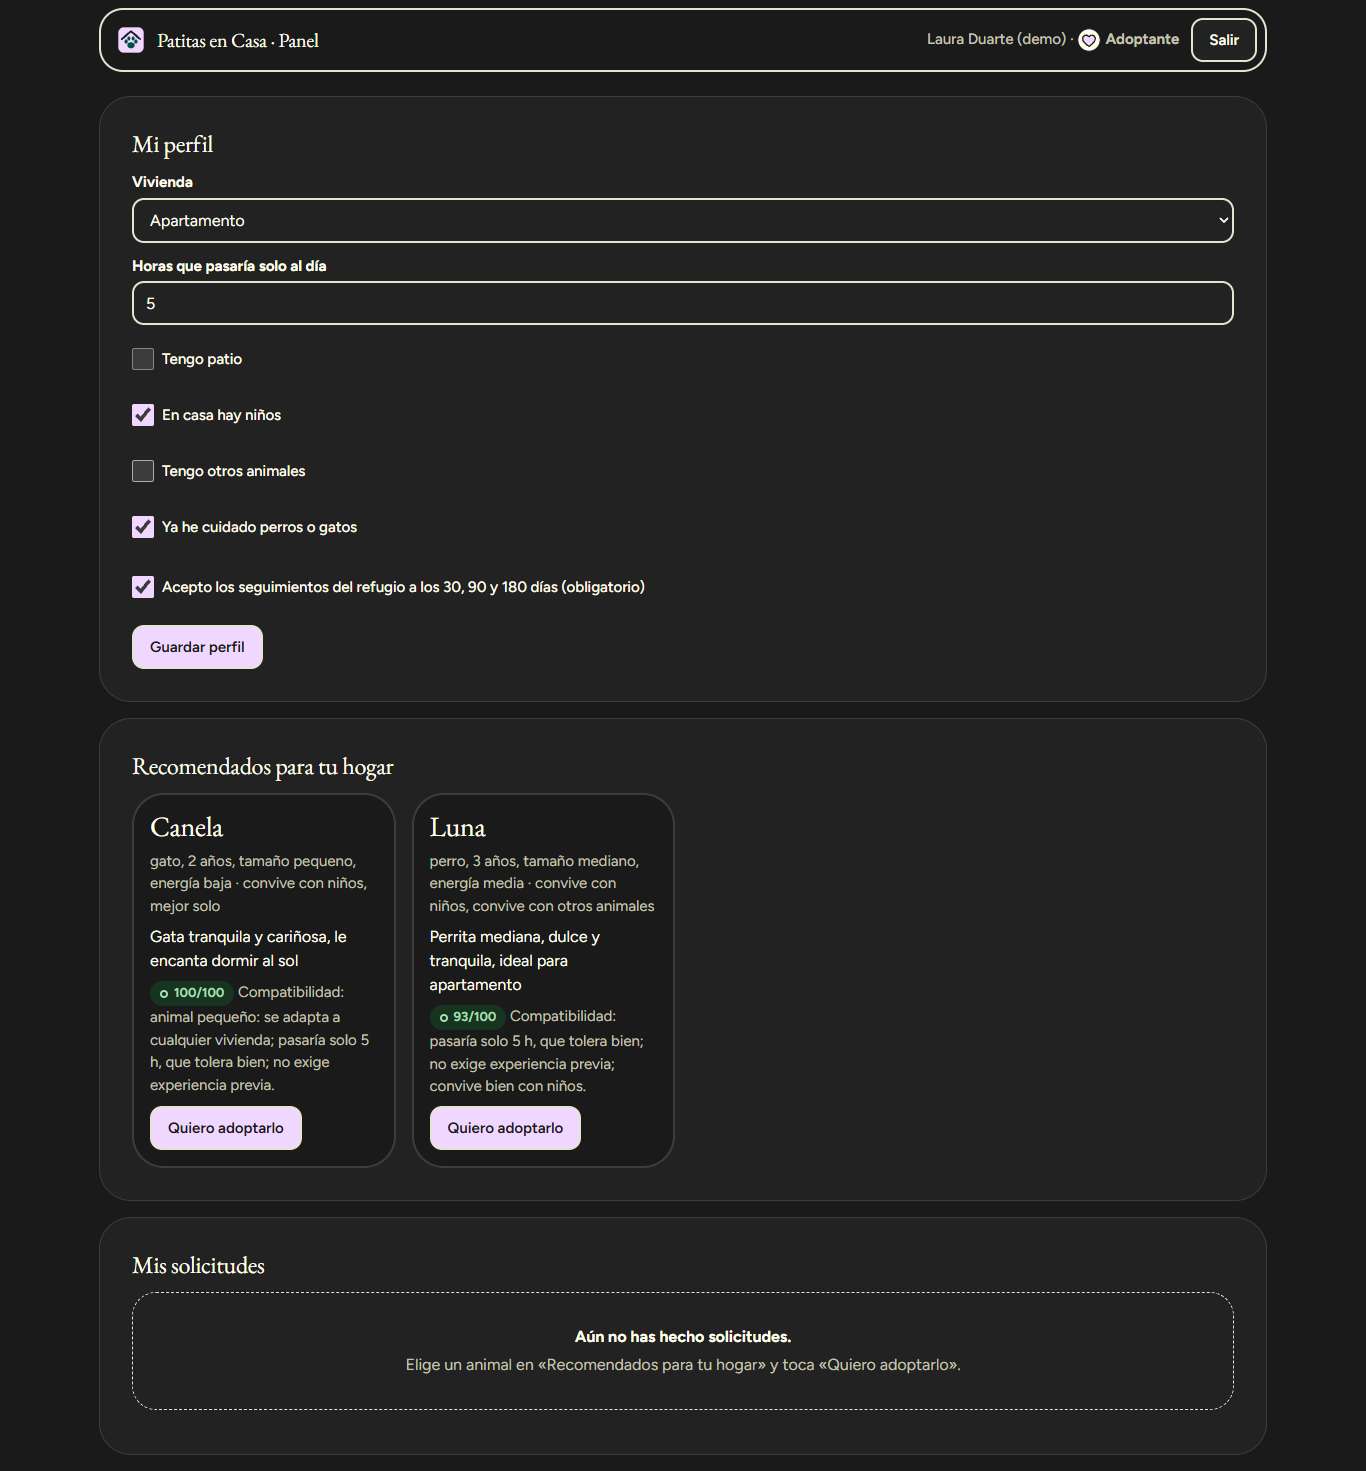 Patitas en Casa · Panel
Laura Duarte (demo) · Adoptante
Salir
Mi perfil
Vivienda
Apartamento
Horas que pasaría solo al día
5
Tengo patio
En casa hay niños
Tengo otros animales
Ya he cuidado perros o gatos
Acepto los seguimientos del refugio a los 30, 90 y 180 días (obligatorio)
Guardar perfil
Recomendados para tu hogar
Canela
gato, 2 años, tamaño pequeno,
energía baja · convive con niños,
mejor solo
Gata tranquila y cariñosa, le
encanta dormir al sol
100/100 Compatibilidad:
animal pequeño: se adapta a
cualquier vivienda; pasaría solo 5
h, que tolera bien; no exige
experiencia previa.
Quiero adoptarlo
Luna
perro, 3 años, tamaño mediano,
energía media · convive con
niños, convive con otros animales
Perrita mediana, dulce y
tranquila, ideal para
apartamento
93/100 Compatibilidad:
pasaría solo 5 h, que tolera bien;
no exige experiencia previa;
convive bien con niños.
Quiero adoptarlo
Mis solicitudes
Aún no has hecho solicitudes.
Elige un animal en «Recomendados para tu hogar» y toca «Quiero adoptarlo».